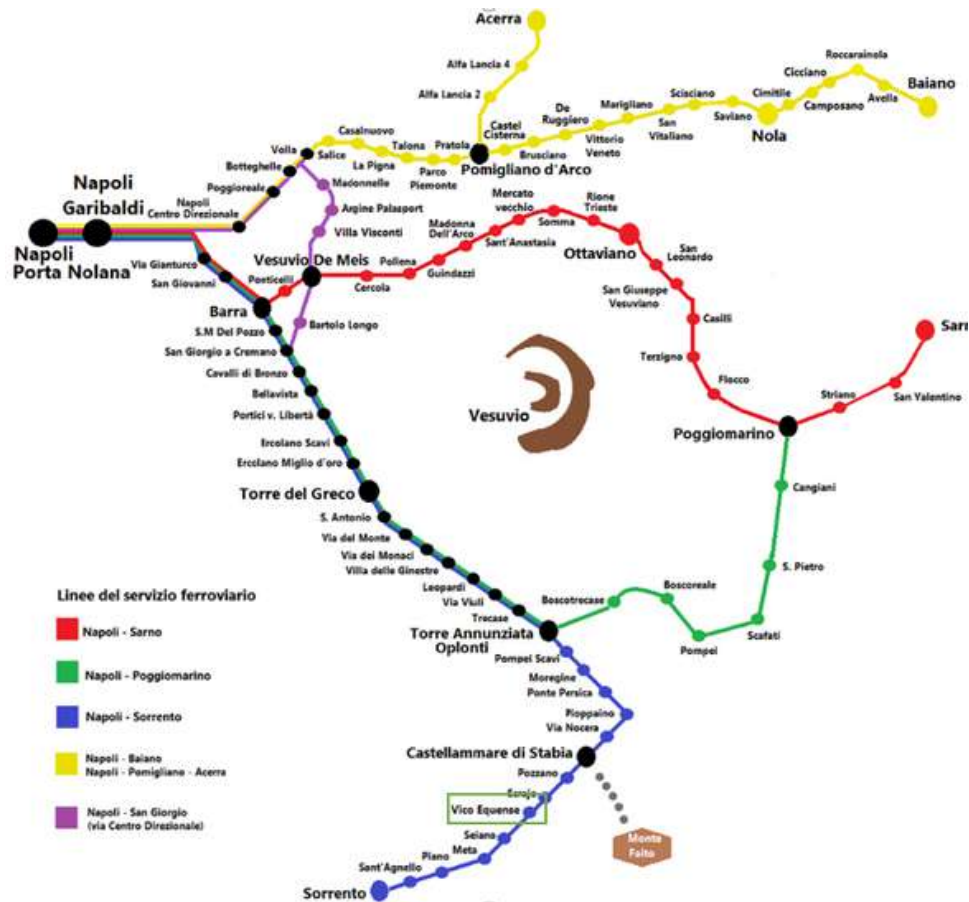 Acerra
Alfa Lancia 4
Alfa Lancia 2
Roccarainola
Cicciano
Baiano
Cimitile
Camposano
Avella
Nola
Saviano
Scisciano
San
Vitaliano
Marigliano
Vittorio
Veneto
De
Ruggiero
Brusciano
Castel
Cisterna
Pomigliano d'Arco
Pratola
Parco
Piemonte
Talona
La Pigna
Casalnuovo
Salice
Volla
Botteghelle
Poggioreale
Napoli
Centro Direzionale
Napoli
Garibaldi
Napoli
Porta Nolana
Madonnelle
Argine Palasport
Villa Visconti
Vesuvio De Meis
Bartolo Longo
Via Gianturco
San Giovanni
Barra
Ponticelli
Cercola
Pollena
Guindazzi
Madonna
Dell'Arco
Sant'Anastasia
Mercato
vecchio
Somma
Rione
Trieste
Ottaviano
San
Leonardo
San Giuseppe
Vesuviano
Casilli
Terzigno
Flocco
Poggiomarino
Striano
San Valentino
Sarn
Vesuvio
S.M Del Pozzo
San Giorgio a Cremano
Cavalli di Bronzo
Bellavista
Portici v. Libertà
Ercolano Scavi
Ercolano Miglio d'oro
Torre del Greco
S. Antonio
Via del Monte
Via dei Monaci
Villa delle Ginestre
Leopardi
Via Viuli
Trecase
Torre Annunziata
Oplonti
Boscotrecase
Boscoreale
Pompei
Scafati
S. Pietro
Cangiani
Pompei Scavi
Moregine
Ponte Persica
Pioppaino
Via Nocera
Castellammare di Stabia
Pozzano
Scrajo
Vico Equense
Seiano
Meta
Piano
Sant'Agnello
Sorrento
Monte
Faito
Linee del servizio ferroviario
Napoli - Sarno
Napoli - Poggiomarino
Napoli - Sorrento
Napoli - Baiano
Napoli - Pomigliano - Acerra
Napoli - San Giorgio
(via Centro Direzionale)